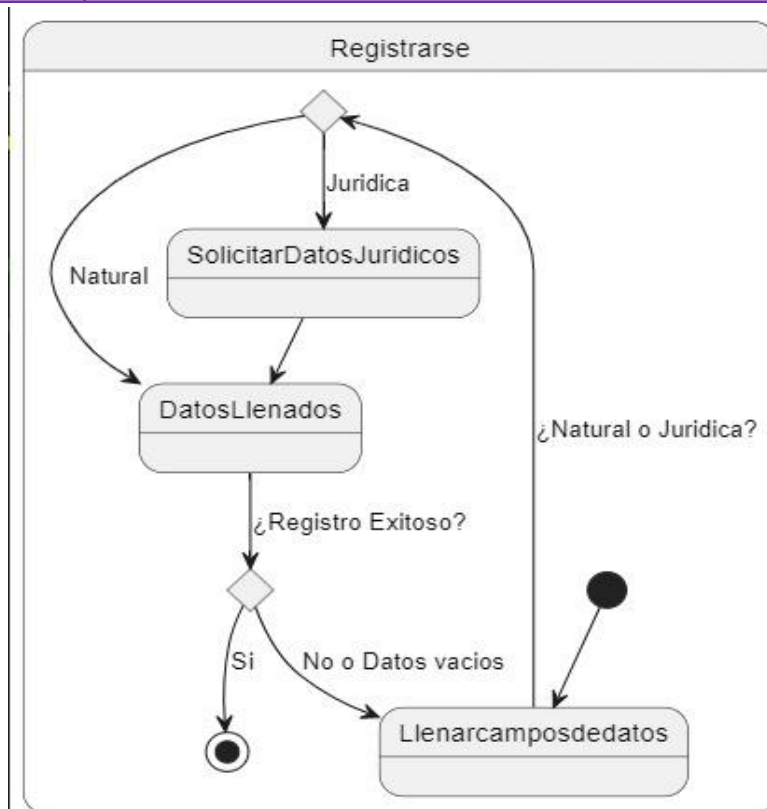 Registrarse
Juridica
SolicitarDatosJuridicos
Natural
DatosLlenados
¿Natural o Juridica?
¿Registro Exitoso?
Si
No o Datos vacios
Llenarcamposdedatos